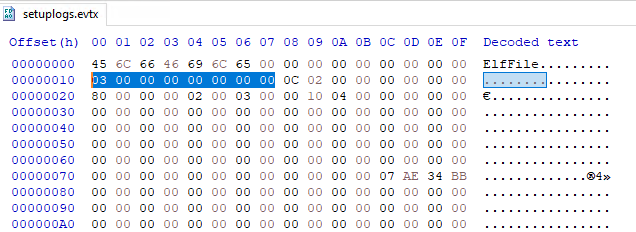 setuplogs.evtx
Offset(h) 00 01 02 03 04 05 06 07 08 09 0A 0B 0C 0D 0E 0F Decoded text
00000000 45 6C 66 46 69 6C 65 00 00 00 00 00 00 00 00 00 ElfFile.........
00000010 03 00 00 00 00 00 00 00 0C 02 00 00 00 00 00 00 ................
00000020 80 00 00 00 02 00 03 00 00 10 04 00 00 00 00 00 €...............
00000030 00 00 00 00 00 00 00 00 00 00 00 00 00 00 00 00 ................
00000040 00 00 00 00 00 00 00 00 00 00 00 00 00 00 00 00 ................
00000050 00 00 00 00 00 00 00 00 00 00 00 00 00 00 00 00 ................
00000060 00 00 00 00 00 00 00 00 00 00 00 00 00 00 00 00 ................
00000070 00 00 00 00 00 00 00 00 00 00 00 00 07 AE 34 BB .............®4»
00000080 00 00 00 00 00 00 00 00 00 00 00 00 00 00 00 00 ................
00000090 00 00 00 00 00 00 00 00 00 00 00 00 00 00 00 00 ................
000000A0 00 00 00 00 00 00 00 00 00 00 00 00 00 00 00 00 ................